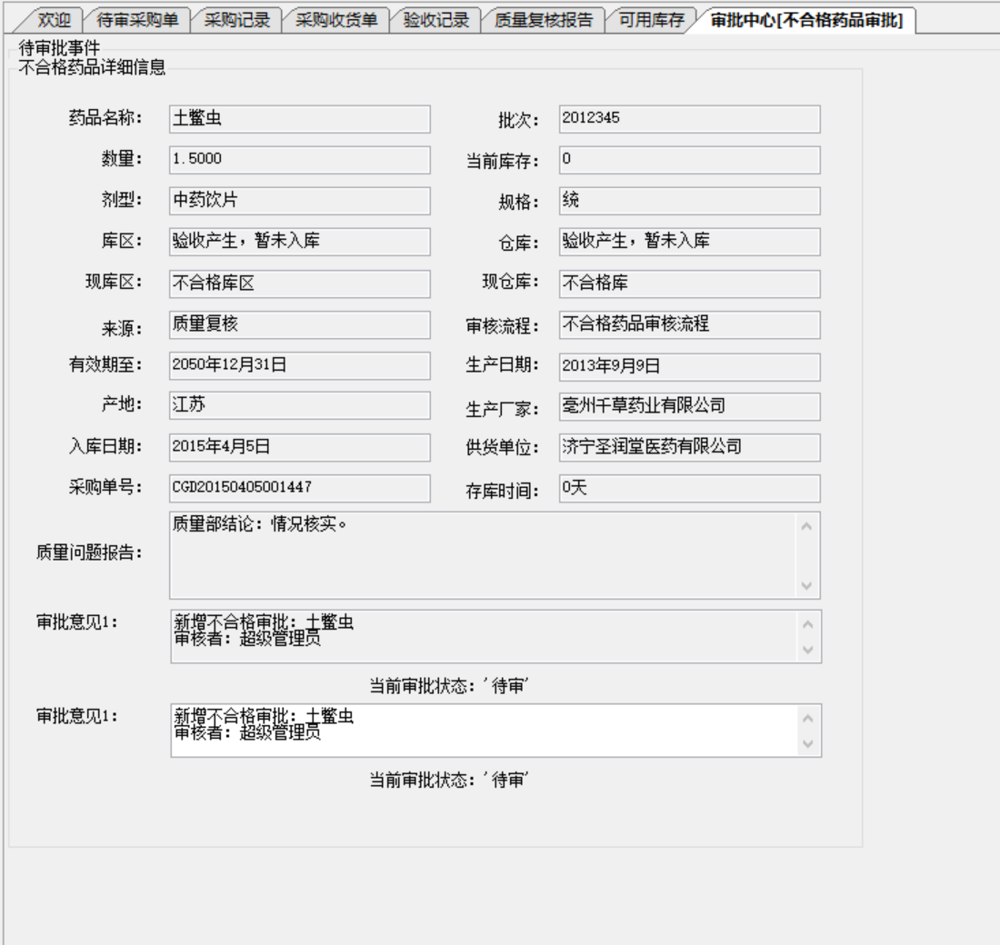 欢迎 待审采购单 采购记录 采购收货单 验收记录 质量复核报告 可用库存 审批中心[不合格药品审批]
待审批事件
不合格药品详细信息
药品名称: 土鳖虫 批次: 2012345
数量: 1.5000 当前库存: 0
剂型: 中药饮片 规格: 统
库区: 验收产生，暂未入库 仓库: 验收产生，暂未入库
现库区: 不合格库区 现仓库: 不合格库
来源: 质量复核 审核流程: 不合格药品审核流程
有效期至: 2050年12月31日 生产日期: 2013年9月9日
产地: 江苏 生产厂家: 亳州千草药业有限公司
入库日期: 2015年4月5日 供货单位: 济宁圣润堂医药有限公司
采购单号: CGD20150405001447 存库时间: 0天
质量问题报告: 质量部结论: 情况核实。
审批意见1: 新增不合格审批: 土鳖虫
审核者: 超级管理员
当前审批状态: '待审'
审批意见1: 新增不合格审批: 土鳖虫
审核者: 超级管理员
当前审批状态: '待审'